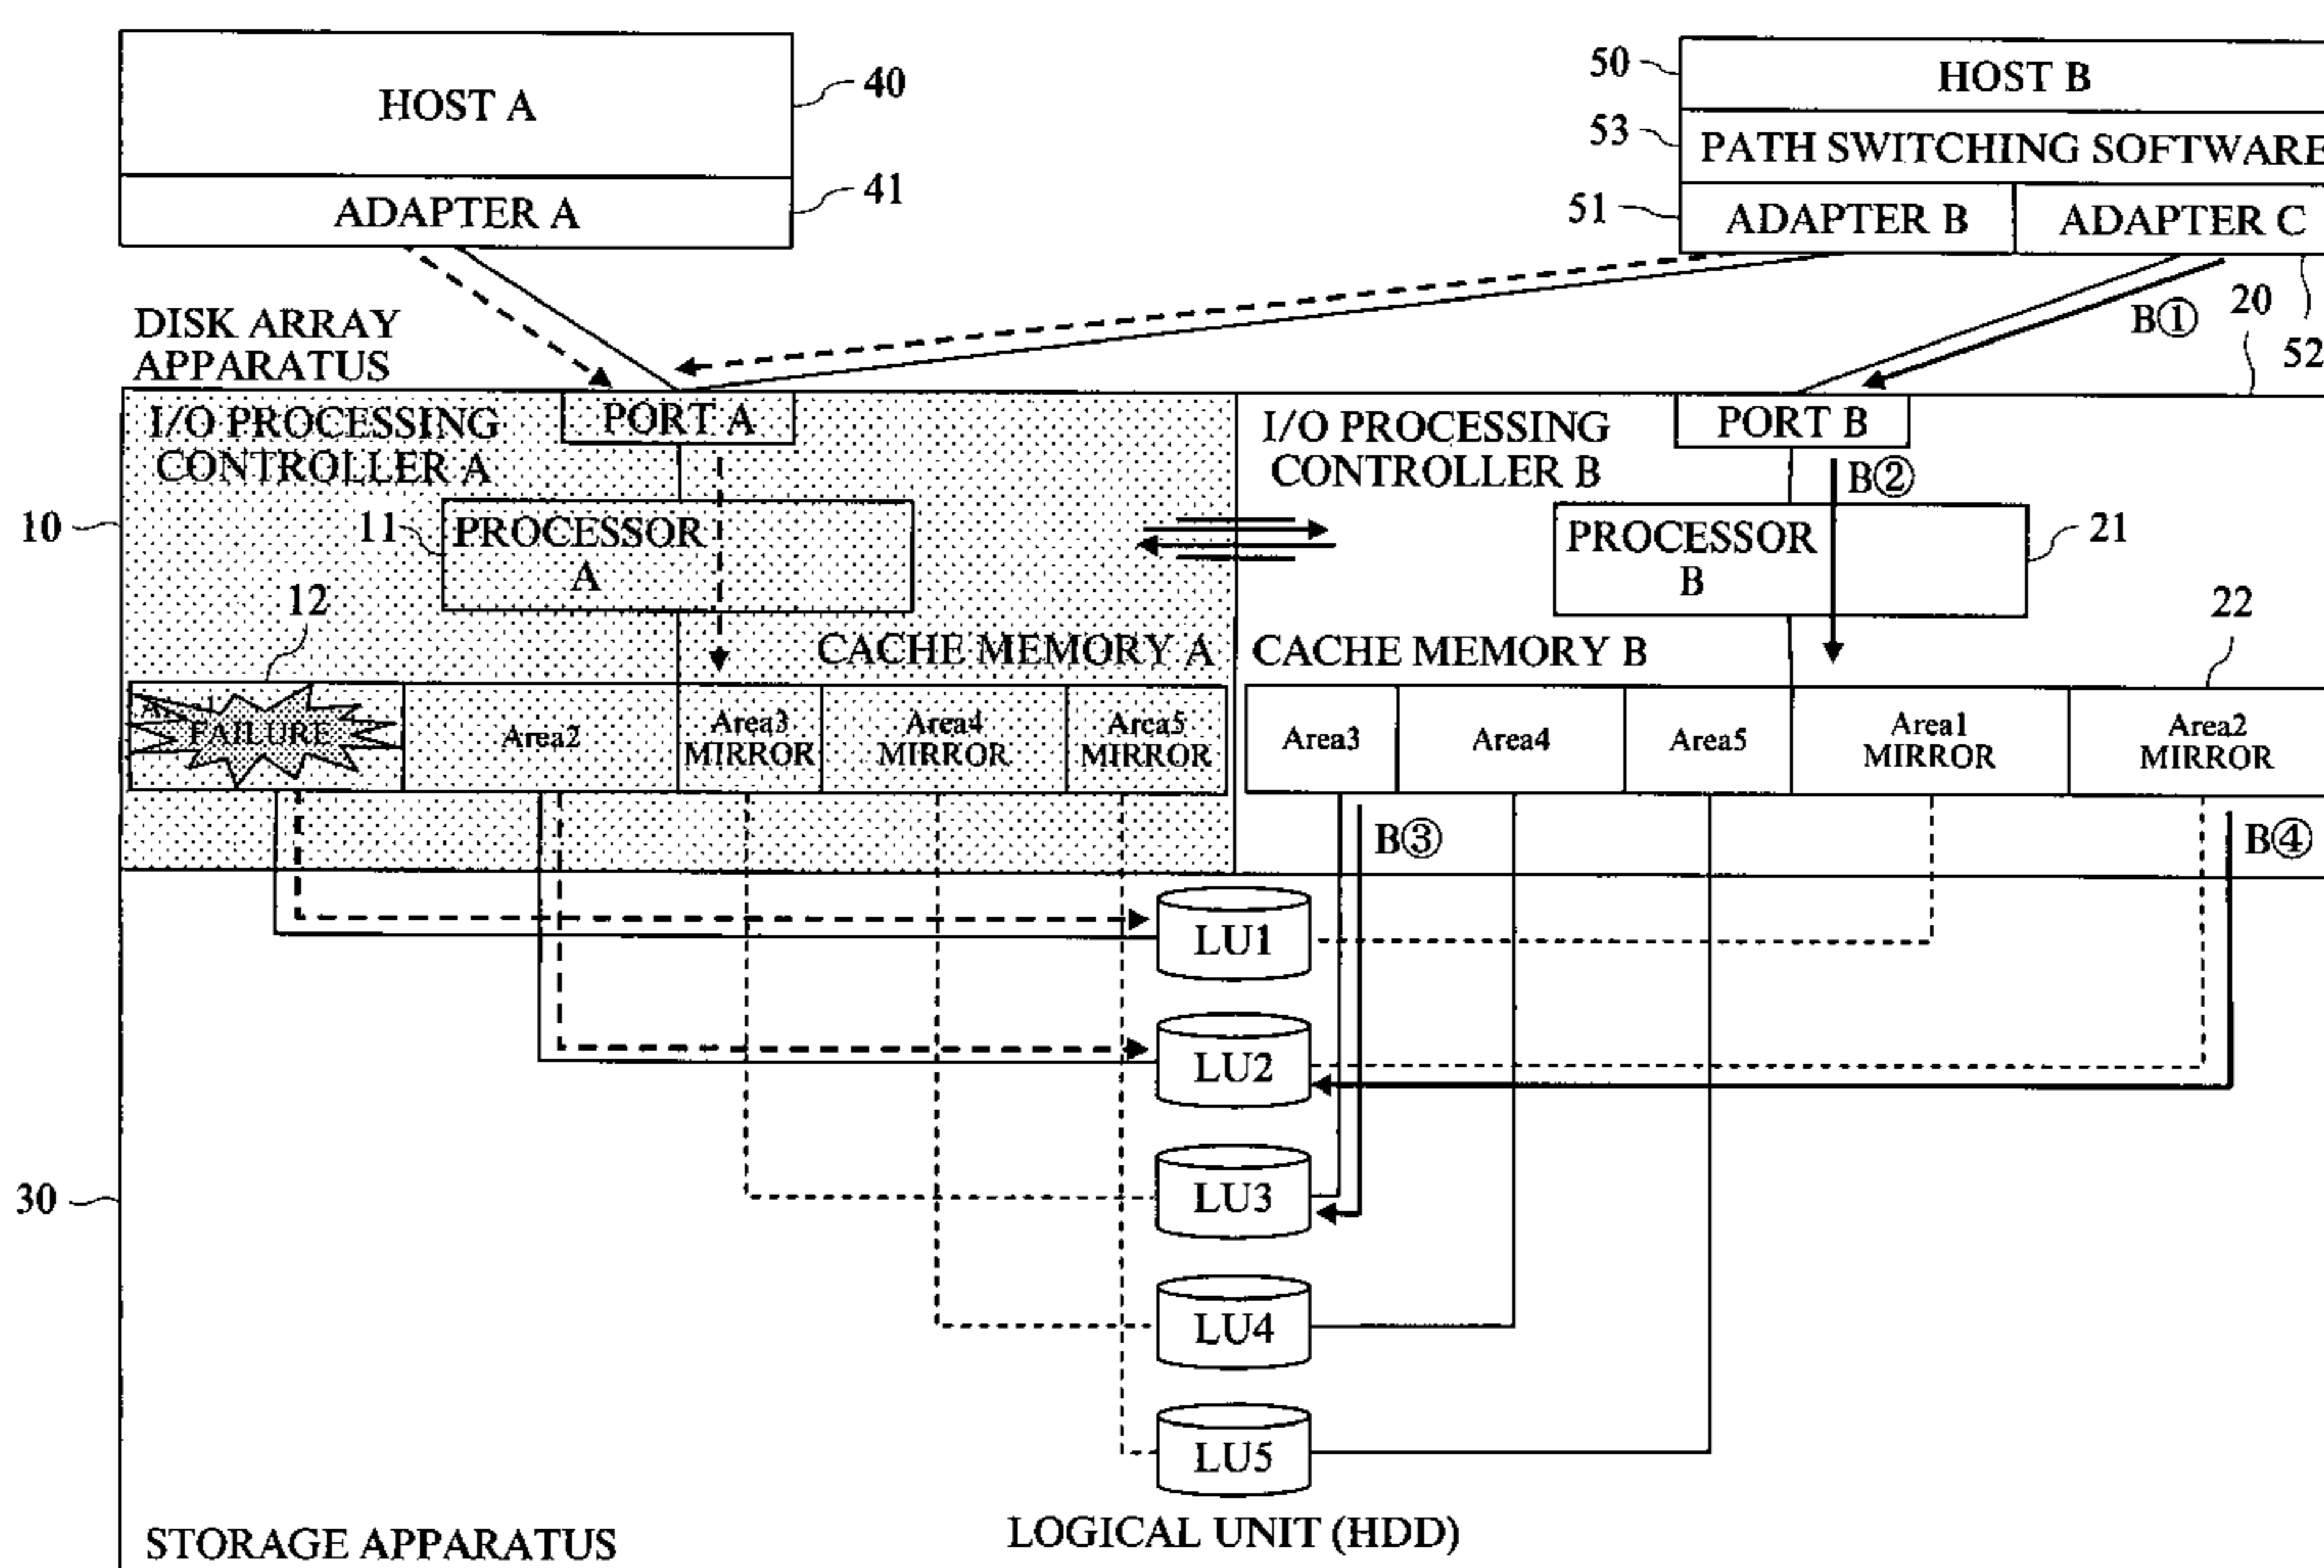 HOST A
40
ADAPTER A
41
50
HOST B
53
PATH SWITCHING SOFTWARE
51
ADAPTER B
ADAPTER C
52
B①
20
DISK ARRAY
APPARATUS
I/O PROCESSING
CONTROLLER A
PORT A
I/O PROCESSING
CONTROLLER B
PORT B
B②
10
11
PROCESSOR
A
PROCESSOR
B
21
12
CACHE MEMORY A
CACHE MEMORY B
22
FAILURE
Area2
Area3
MIRROR
Area4
MIRROR
Area5
MIRROR
Area3
Area4
Area5
Area1
MIRROR
Area2
MIRROR
B③
B④
LU1
LU2
LU3
LU4
LU5
30
STORAGE APPARATUS
LOGICAL UNIT (HDD)